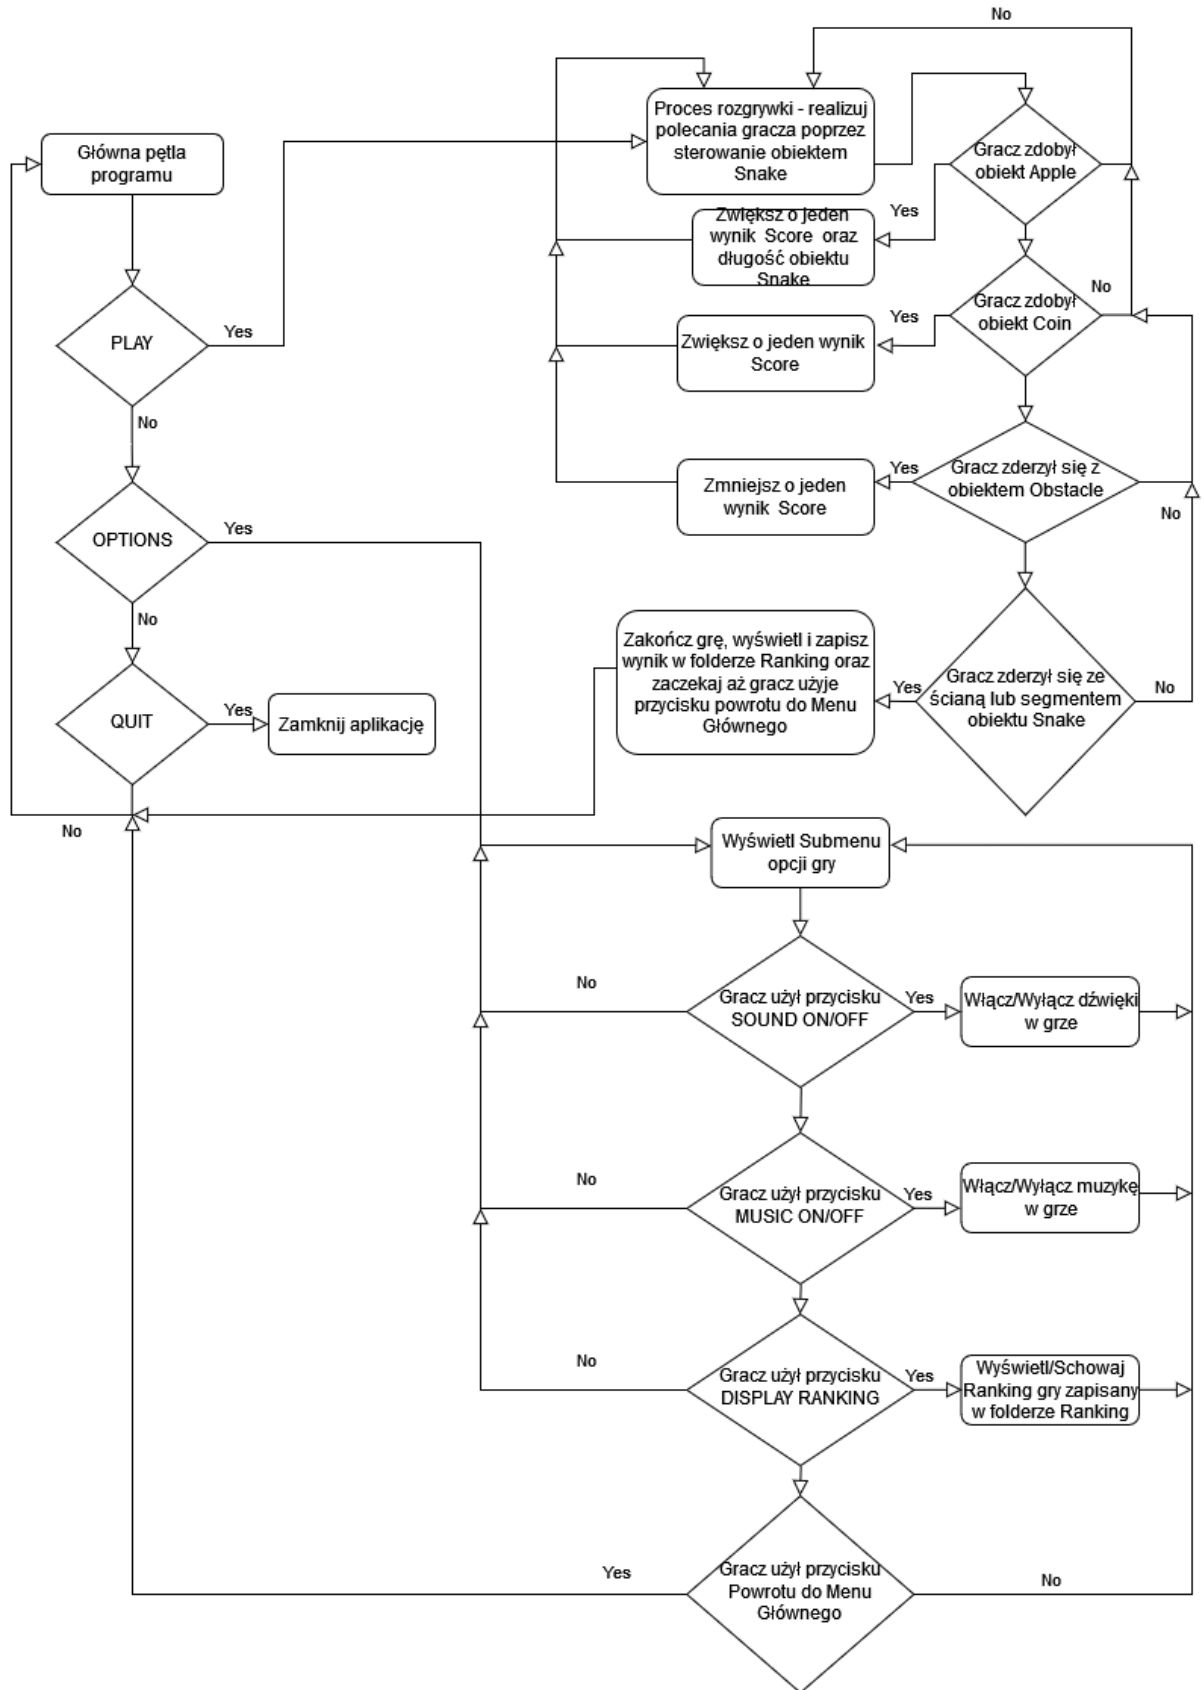 No
Proces rozgrywki - realizuj
polecania gracza poprzez
sterowanie obiektem
Snake
Główna pętla
programu
Gracz zdobył
obiekt Apple
Yes
Zwiększ o jeden
wynik Score oraz
długość obiektu
Snake
PLAY
Yes
No
Gracz zdobył
obiekt Coin
No
Yes
Zwiększ o jeden wynik
Score
Gracz zderzył się z
obiektem Obstacle
Yes
No
Zmniejsz o jeden
wynik Score
OPTIONS
Yes
No
Zakończ grę, wyświetl i zapisz
wynik w folderze Ranking oraz
zaczekaj aż gracz użyje
przycisku powrotu do Menu
Głównego
Yes
Gracz zderzył się ze
ścianą lub segmentem
obiektu Snake
No
QUIT
Yes
Zamknij aplikację
No
Wyświetl Submenu
opcji gry
No
Gracz użył przycisku
SOUND ON/OFF
Yes
Włącz/Wyłącz dźwięki
w grze
No
Gracz użył przycisku
MUSIC ON/OFF
Yes
Włącz/Wyłącz muzykę
w grze
No
Gracz użył przycisku
DISPLAY RANKING
Yes
Wyświetl/Schowaj
Ranking gry zapisany
w folderze Ranking
Yes
Gracz użył przycisku
Powrotu do Menu
Głównego
No